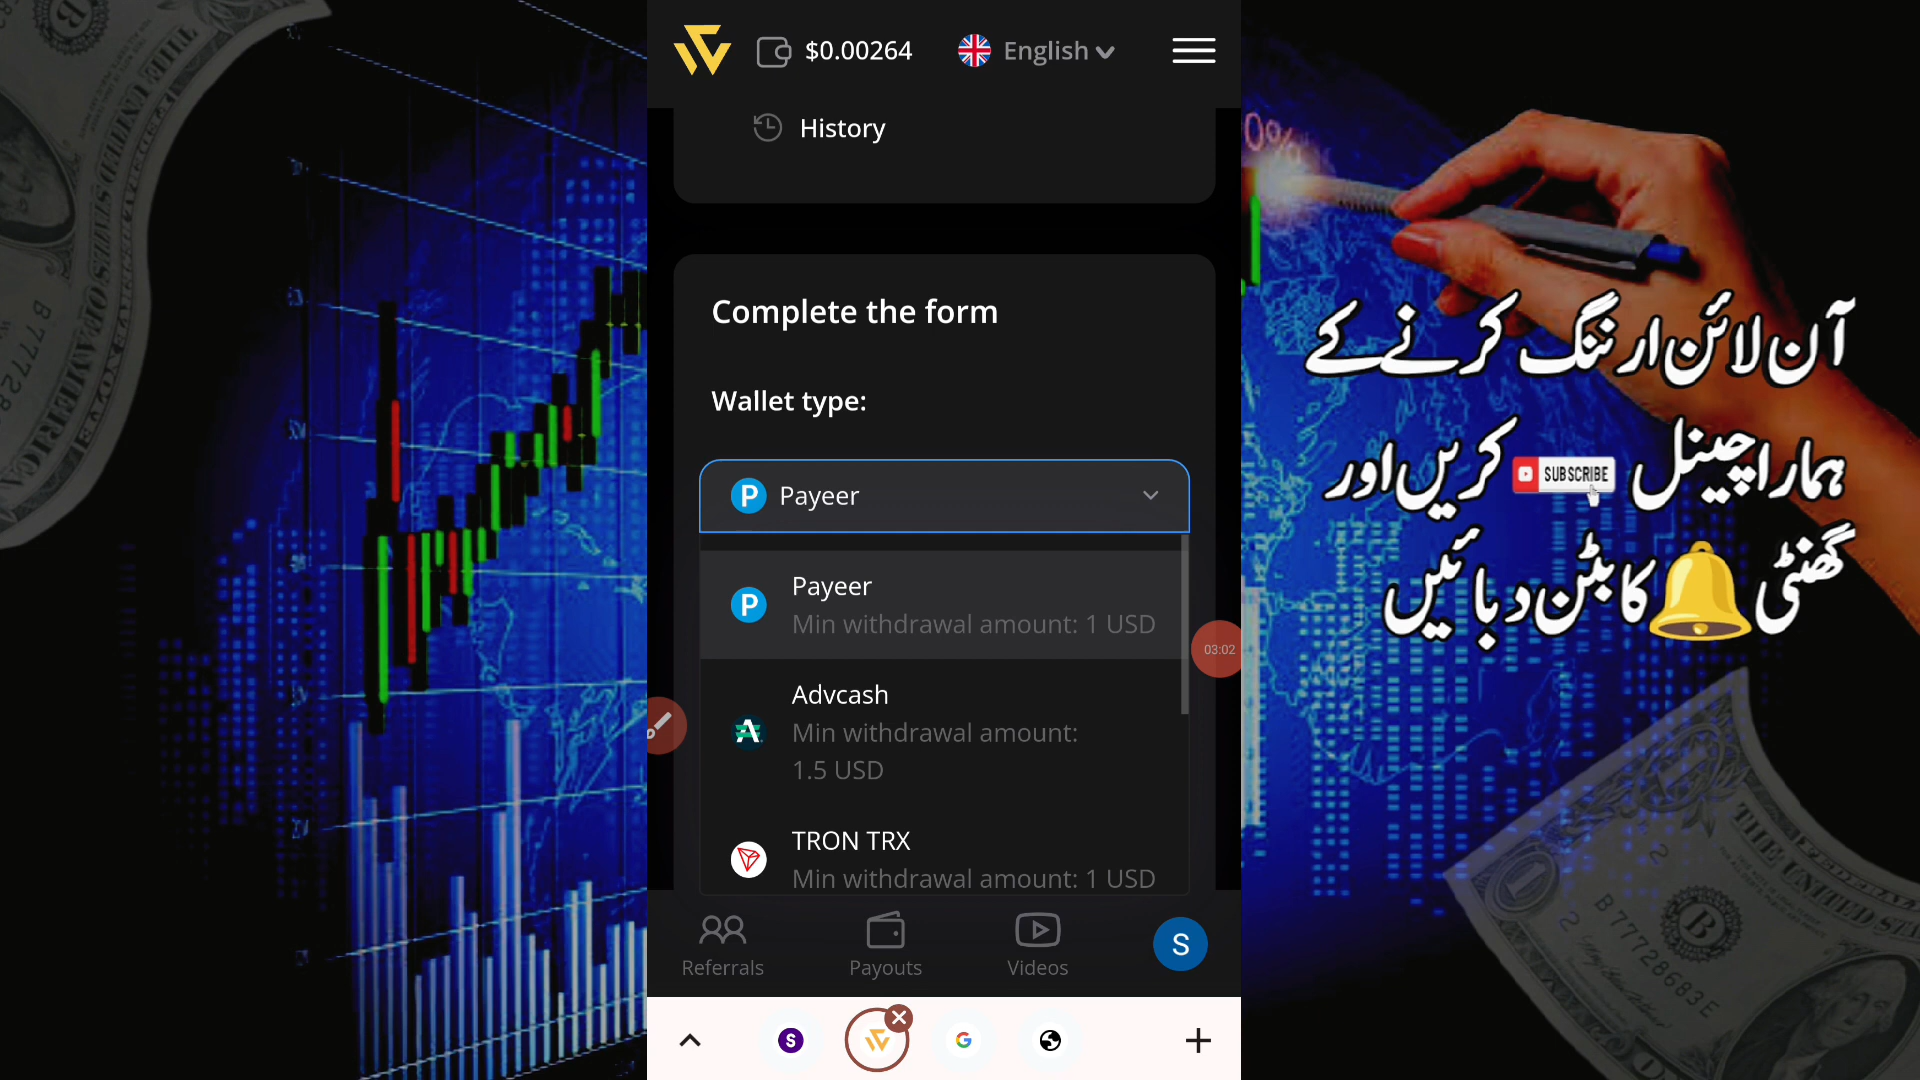 $0.00264
English
History
Complete the form
Wallet type:
Payeer
Payeer
Min withdrawal amount: 1 USD
Advcash
Min withdrawal amount:
1.5 USD
TRON TRX
Min withdrawal amount: 1 USD
Referrals
Payouts
Videos
S
03:02
0%
آن لائن ارننگ کرنے کے
ہمارا چینل SUBSCRIBE کریں اور
گھنٹی کا بٹن دبائیں
B77728683E